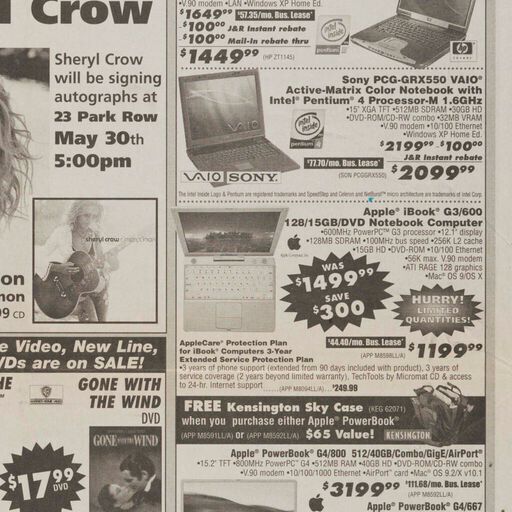 Crow
Sheryl Crow
will be signing
autographs at
23 Park Row
May 30th
5:00pm
sheryl crow
on
non
99 CD
e Video, New Line,
VDs are on SALE!
HE
GONE WITH
THE WIND
DVD
GONE WITH THE WIND
$17.99
DVD
•V.90 modem •LAN •Windows XP Home Ed.
$1649.99 *$57.35/mo. Bus. Lease*
$100.00 J&R Instant rebate
$100.00 Mail-in rebate thru
$1449.99 (HP ZT1145)
intel inside
pentium
hp
invent
Sony PCG-GRX550 VAIO®
Active-Matrix Color Notebook with
Intel® Pentium® 4 Processor-M 1.6GHz
•15" XGA TFT •512MB SDRAM •30GB HD
•DVD-ROM/CD-RW combo •32MB VRAM
•V.90 modem •10/100 Ethernet
•Windows XP Home Ed.
$2199.99 -$100.00
J&R Instant rebate
*$77.70/mo. Bus. Lease*
(SON PCGGRX550)
$2099.99
VAIO
intel inside
pentium 4
VAIO SONY.
The Intel Inside Logo & Pentium are registered trademarks and SpeedStep and Celeron and NetBurst™ micro architecture are trademarks of Intel Corp.
Apple® iBook® G3/600
128/15GB/DVD Notebook Computer
•600MHz PowerPC™ G3 processor •12.1" display
•128MB SDRAM •100MHz bus speed •256K L2 cache
•15GB HD •DVD-ROM •10/100 Ethernet
•56K max. V.90 modem
•ATI RAGE 128 graphics
•Mac® OS 9/OS X
WAS
$1499.99
SAVE
$300
HURRY!
LIMITED
QUANTITIES!
*$44.40/mo. Bus. Lease*
(APP M8598LL/A)
$1199.99
AppleCare® Protection Plan
for iBook® Computers 3-Year
Extended Service Protection Plan
•3 years of phone support (extended from 90 days included with product), 3 years of
service coverage (2 years beyond limited warranty), TechTools by Micromat CD & access
to 24-hr. Internet support......(APP M8094LL/A)...*249.99
FREE Kensington Sky Case (KEG 62071)
when you purchase either Apple® PowerBook®
(APP M8591LL/A) or (APP M8592LL/A) $65 Value! KENSINGTON
Apple® PowerBook® G4/800 512/40GB/Combo/GigE/AirPort®
•15.2" TFT •800MHz PowerPC™ G4 •512MB RAM •40GB HD •DVD-ROM/CD-RW combo
•V.90 modem •10/100/1000 Ethernet •AirPort™ card •Mac® OS 9.2/X v10.1
$3199.99 *$111.68/mo. Bus. Lease*
(APP M8592LL/A)
Apple® PowerBook® G4/667